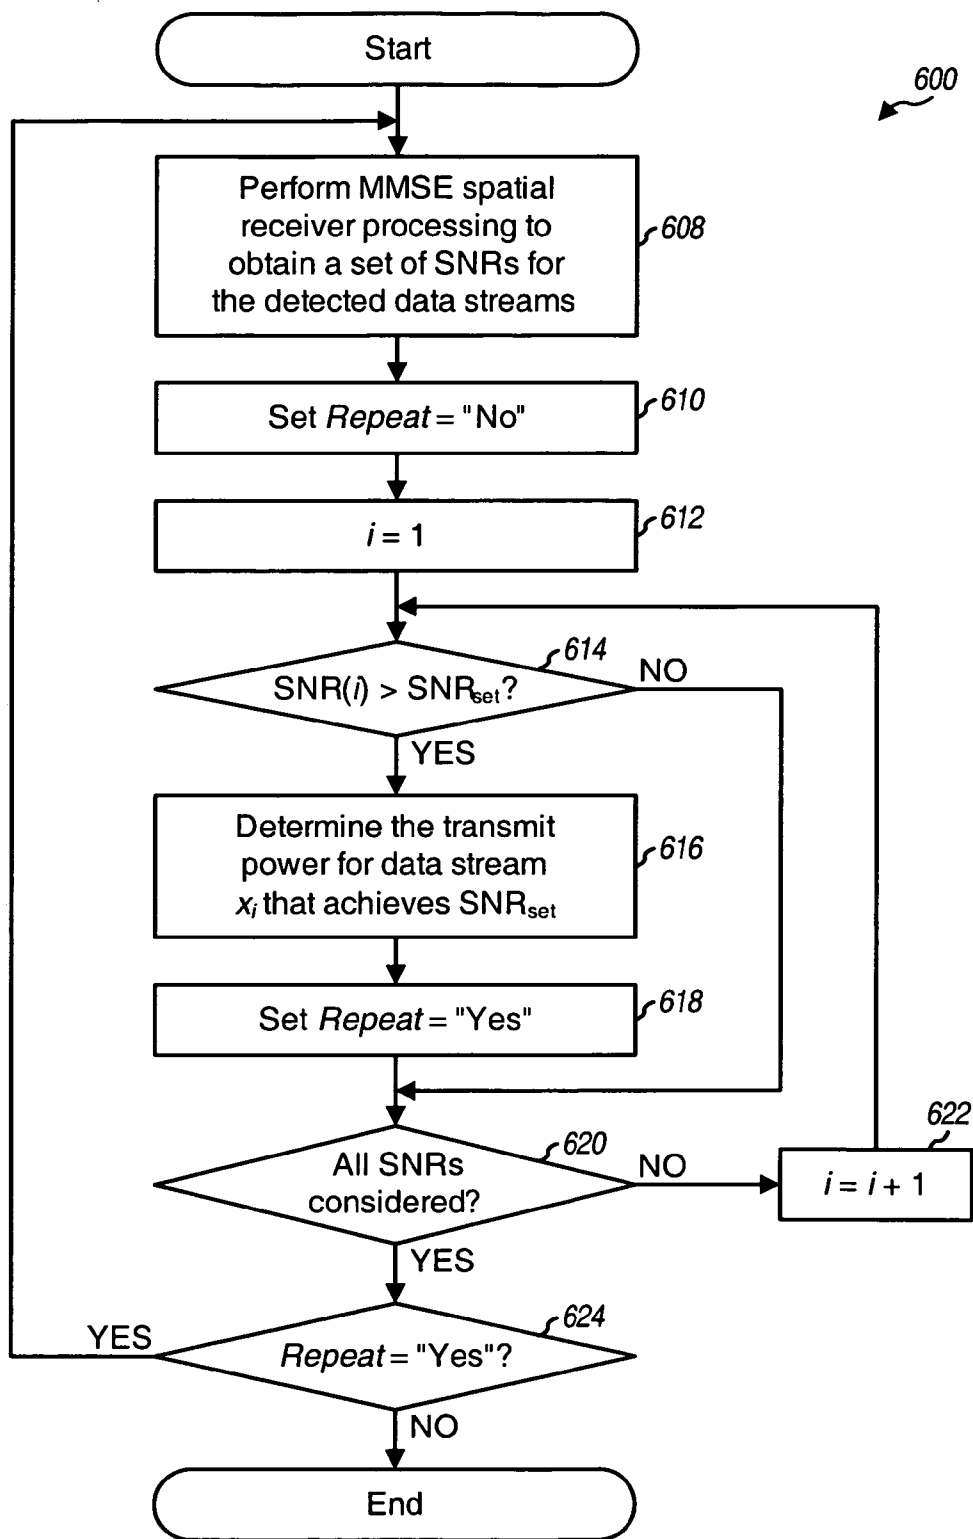 Start
600
Perform MMSE spatial
receiver processing to
obtain a set of SNRs for
the detected data streams
608
Set Repeat = "No"
610
i = 1
612
614
SNR(i) > SNRset?
NO
YES
Determine the transmit
power for data stream
xi that achieves SNRset
616
Set Repeat = "Yes"
618
620
All SNRs
considered?
NO
622
i = i + 1
YES
624
YES
Repeat = "Yes"?
NO
End